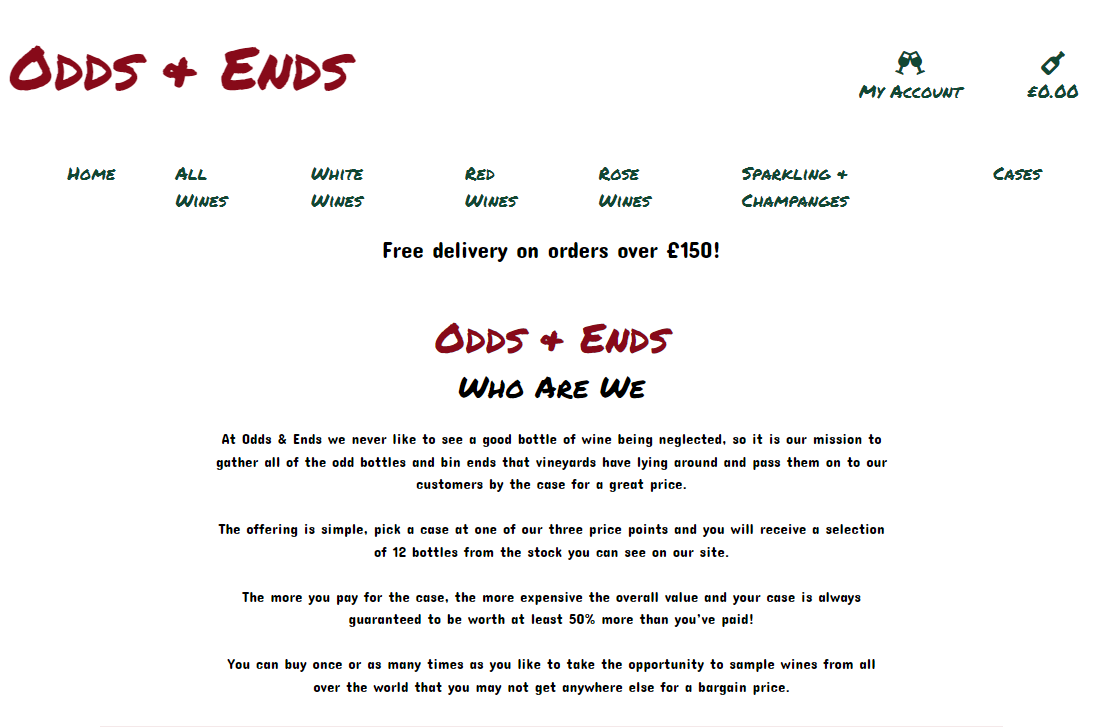 Odds & Ends
My Account
£0.00
Home
All Wines
White Wines
Red Wines
Rose Wines
Sparkling & Champanges
Cases
Free delivery on orders over £150!
Odds & Ends
Who Are We
At Odds & Ends we never like to see a good bottle of wine being neglected, so it is our mission to
gather all of the odd bottles and bin ends that vineyards have lying around and pass them on to our
customers by the case for a great price.
The offering is simple, pick a case at one of our three price points and you will receive a selection
of 12 bottles from the stock you can see on our site.
The more you pay for the case, the more expensive the overall value and your case is always
guaranteed to be worth at least 50% more than you've paid!
You can buy once or as many times as you like to take the opportunity to sample wines from all
over the world that you may not get anywhere else for a bargain price.